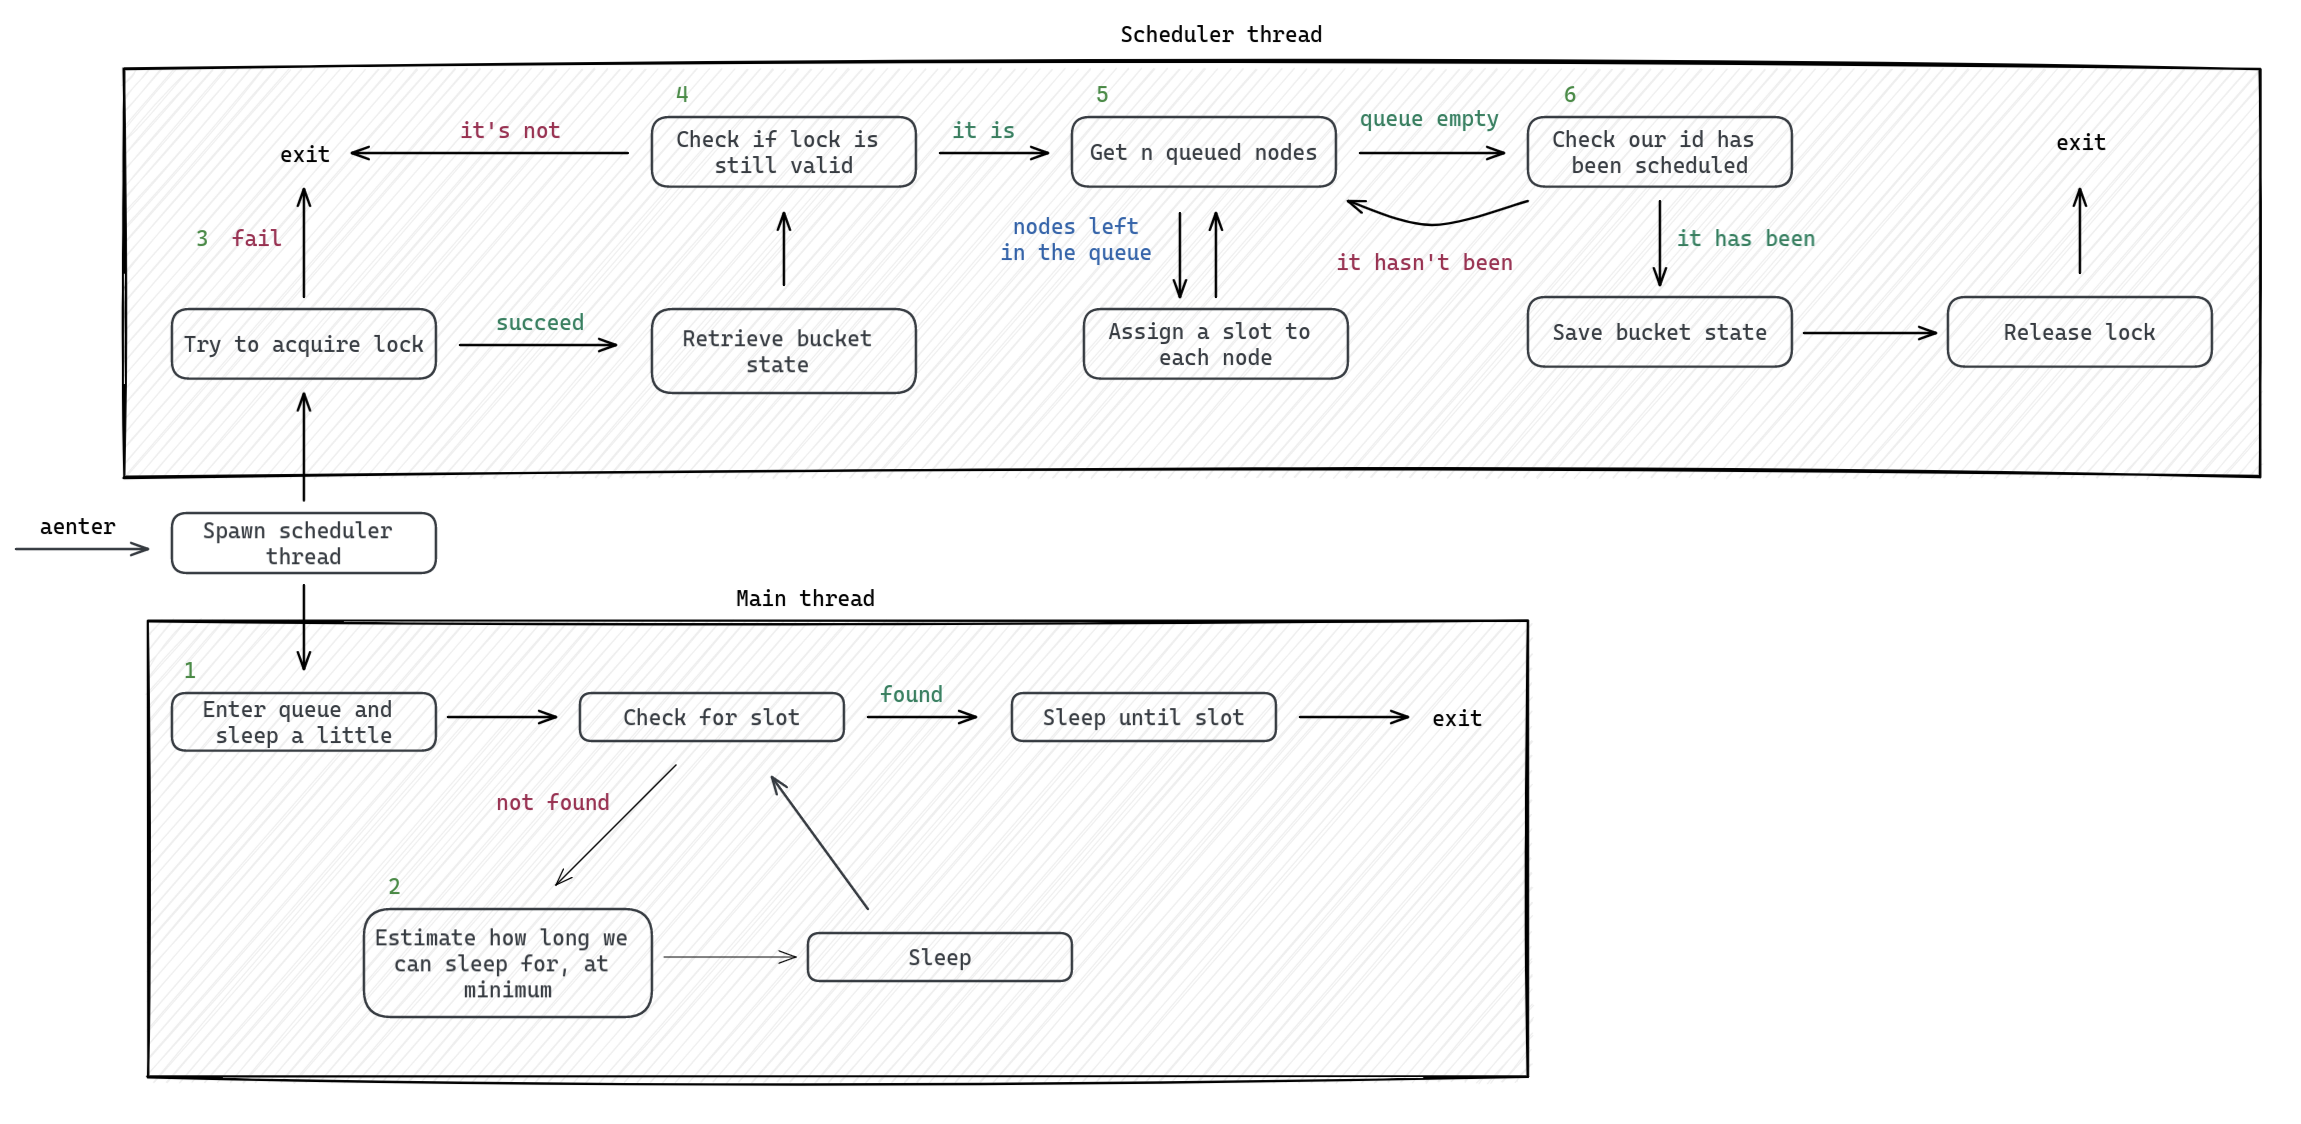 Scheduler thread
4
5
6
it's not
Check if lock is
still valid
it is
Get n queued nodes
queue empty
Check our id has
been scheduled
exit
exit
3
fail
nodes left
in the queue
it hasn't been
it has been
Try to acquire lock
succeed
Retrieve bucket
state
Assign a slot to
each node
Save bucket state
Release lock
aenter
Spawn scheduler
thread
Main thread
1
Enter queue and
sleep a little
Check for slot
found
Sleep until slot
exit
not found
2
Estimate how long we
can sleep for, at
minimum
Sleep